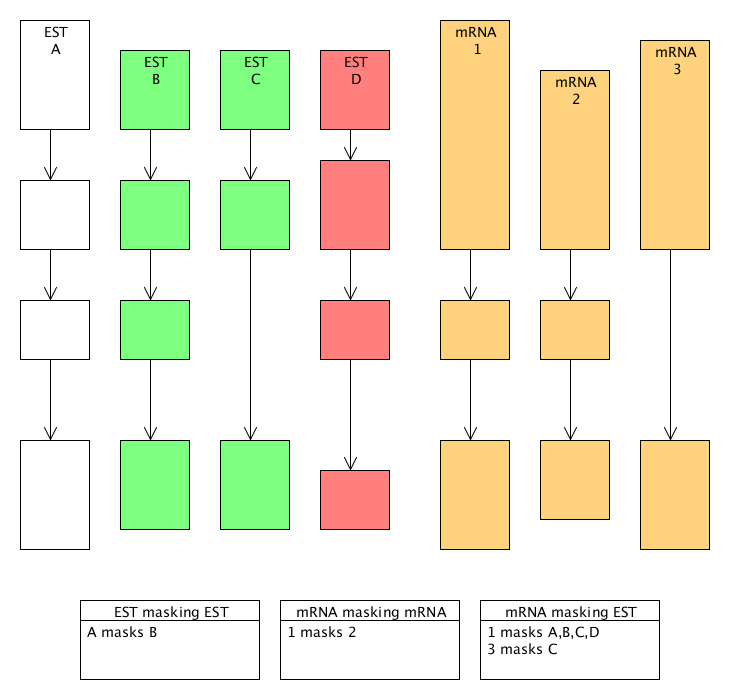 EST
A
EST
B
EST
C
EST
D
mRNA
1
mRNA
2
mRNA
3
EST masking EST
A masks B
mRNA masking mRNA
1 masks 2
mRNA masking EST
1 masks A,B,C,D
3 masks C